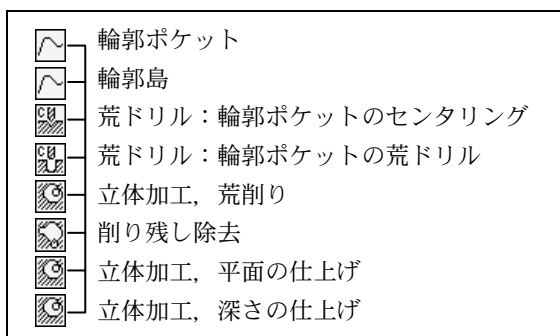 輪郭ポケット
輪郭島
荒ドリル：輪郭ポケットのセンタリング
荒ドリル：輪郭ポケットの荒ドリル
立体加工，荒削り
削り残し除去
立体加工，平面の仕上げ
立体加工，深さの仕上げ